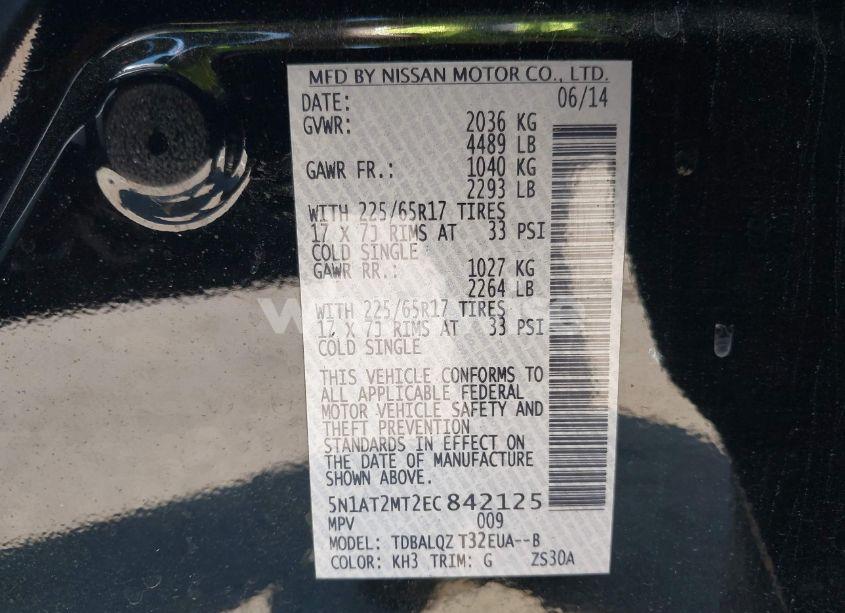 MFD BY NISSAN MOTOR CO., LTD.
DATE: 06/14
GVWR: 2036 KG
4489 LB
GAWR FR.: 1040 KG
2293 LB
WITH 225/65R17 TIRES
17 X 7J RIMS AT 33 PSI
COLD SINGLE
GAWR RR.: 1027 KG
2264 LB
WITH 225/65R17 TIRES
17 X 7J RIMS AT 33 PSI
COLD SINGLE
THIS VEHICLE CONFORMS TO
ALL APPLICABLE FEDERAL
MOTOR VEHICLE SAFETY AND
THEFT PREVENTION
STANDARDS IN EFFECT ON
THE DATE OF MANUFACTURE
SHOWN ABOVE.
5N1AT2MT2EC842125
MPV 009
MODEL: TDBALQZ T32EUA--B
COLOR: KH3 TRIM: G ZS30A